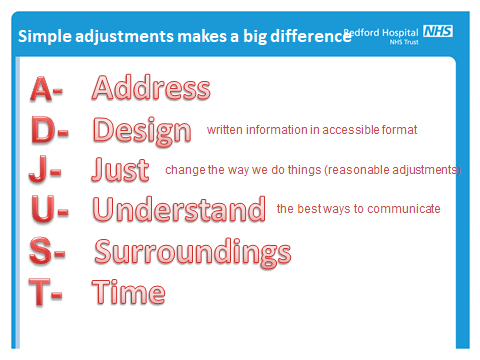 Simple adjustments makes a big difference
Bedford Hospital NHS
NHS Trust
A- Address
D- Design written information in accessible format
J- Just change the way we do things (reasonable adjustments)
U- Understand the best ways to communicate
S- Surroundings
T- Time